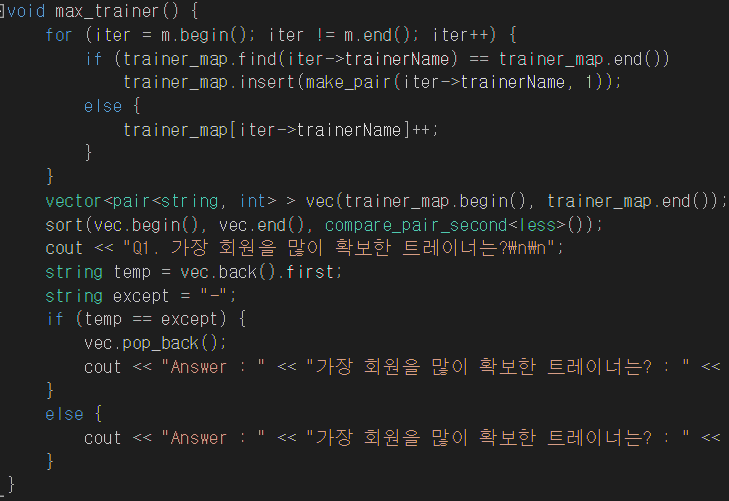 void max_trainer() {
for (iter = m.begin(); iter != m.end(); iter++) {
if (trainer_map.find(iter->trainerName) == trainer_map.end())
trainer_map.insert(make_pair(iter->trainerName, 1));
else {
trainer_map[iter->trainerName]++;
}
}
vector<pair<string, int> > vec(trainer_map.begin(), trainer_map.end());
sort(vec.begin(), vec.end(), compare_pair_second<less>());
cout << "Q1. 가장 회원을 많이 확보한 트레이너는?₩n₩n";
string temp = vec.back().first;
string except = "-";
if (temp == except) {
vec.pop_back();
cout << "Answer : " << "가장 회원을 많이 확보한 트레이너는? : " <<
}
else {
cout << "Answer : " << "가장 회원을 많이 확보한 트레이너는? : " <<
}
}